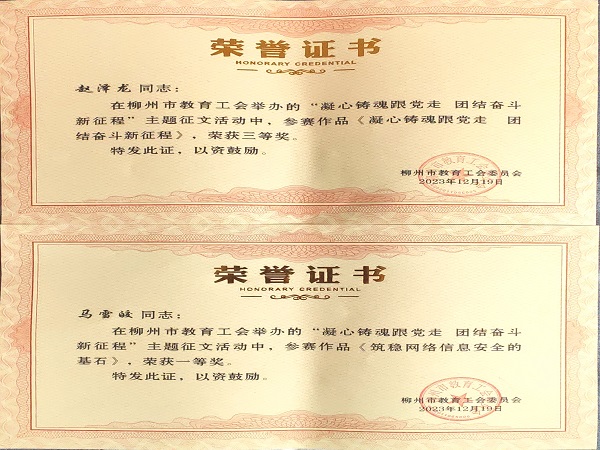 荣誉证书
HONORARY CREDENTIAL
赵泽龙 同志：
在柳州市教育工会举办的“凝心铸魂跟党走 团结奋斗
新征程”主题征文活动中，参赛作品《凝心铸魂跟党走 团
结奋斗新征程》，荣获三等奖。
特发此证，以资鼓励。
柳州市教育工会委员会
2023年12月19日
荣誉证书
HONORARY CREDENTIAL
马雪皎 同志：
在柳州市教育工会举办的“凝心铸魂跟党走 团结奋斗
新征程”主题征文活动中，参赛作品《筑稳网络信息安全的
基石》，荣获一等奖。
特发此证，以资鼓励。
柳州市教育工会委员会
2023年12月19日